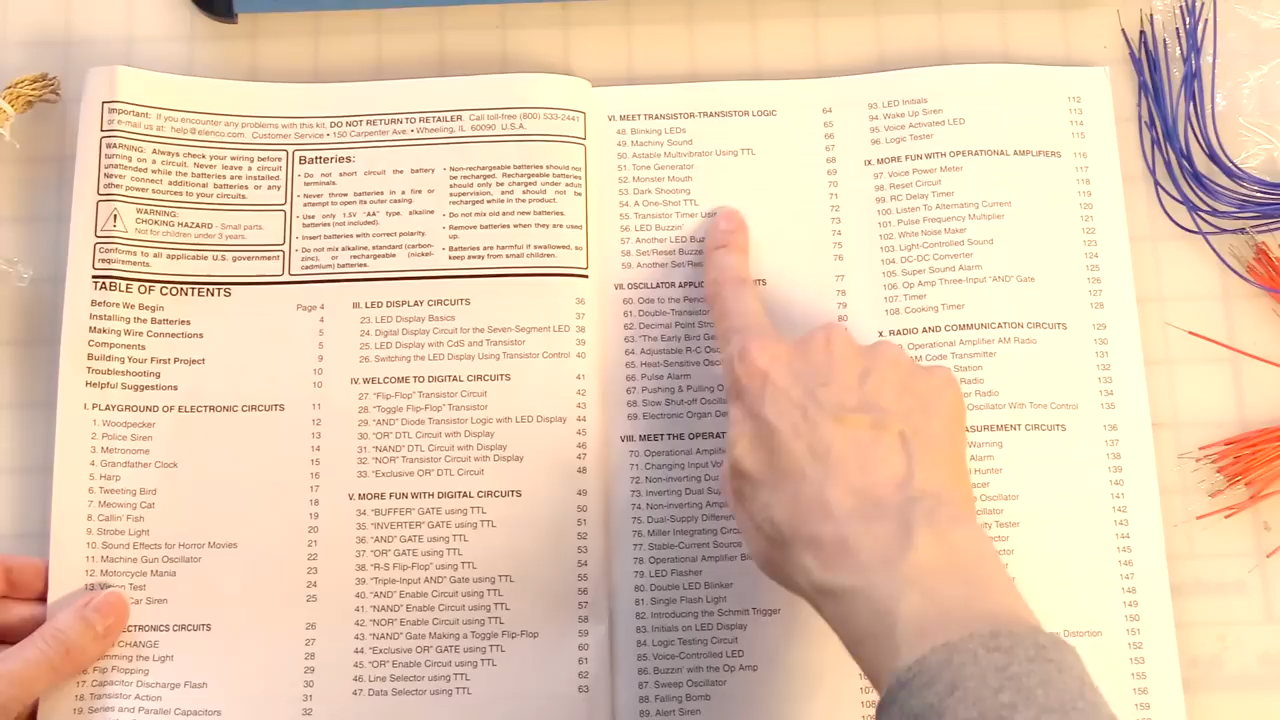 Important: If you encounter any problems with this kit, DO NOT RETURN TO RETAILER. Call toll-free (800) 533-2441
or e-mail us at: help@elenco.com. Customer Service • 150 Carpenter Ave. • Wheeling, IL 60090 U.S.A.
WARNING: Always check your wiring before
turning on a circuit. Never leave a circuit
unattended while the batteries are installed.
Never connect additional batteries or any
other power sources to your circuits.
WARNING:
CHOKING HAZARD - Small parts.
Not for children under 3 years.
Conforms to all applicable U.S. government
requirements.
Batteries:
• Do not short circuit the battery
terminals.
• Never throw batteries in a fire or
attempt to open its outer casing.
• Use only 1.5V "AA" type, alkaline
batteries (not included).
• Insert batteries with correct polarity.
• Do not mix alkaline, standard (carbon-
zinc), or rechargeable (nickel-
cadmium) batteries.
• Non-rechargeable batteries should not
be recharged. Rechargeable batteries
should only be charged under adult
supervision, and should not be
recharged while in the product.
• Do not mix old and new batteries.
• Remove batteries when they are used
up.
• Batteries are harmful if swallowed, so
keep away from small children.
TABLE OF CONTENTS
Before We Begin Page 4
Installing the Batteries 4
Making Wire Connections 5
Components 5
Building Your First Project 9
Troubleshooting 10
Helpful Suggestions 10
I. PLAYGROUND OF ELECTRONIC CIRCUITS 11
1. Woodpecker 12
2. Police Siren 13
3. Metronome 14
4. Grandfather Clock 15
5. Harp 16
6. Tweeting Bird 17
7. Meowing Cat 18
8. Callin' Fish 19
9. Strobe Light 20
10. Sound Effects for Horror Movies 21
11. Machine Gun Oscillator 22
12. Motorcycle Mania 23
13. Vision Test 24
Car Siren 25
ELECTRONICS CIRCUITS 26
CHANGE 27
the Light 28
Flip Flopping 29
17. Capacitor Discharge Flash 30
18. Transistor Action 31
19. Series and Parallel Capacitors 32
III. LED DISPLAY CIRCUITS 36
23. LED Display Basics 37
24. Digital Display Circuit for the Seven-Segment LED 38
25. LED Display with CdS and Transistor 39
26. Switching the LED Display Using Transistor Control 40
IV. WELCOME TO DIGITAL CIRCUITS 41
27. "Flip-Flop" Transistor Circuit 42
28. "Toggle Flip-Flop" Transistor 43
29. "AND" Diode Transistor Logic with LED Display 44
30. "OR" DTL Circuit with Display 45
31. "NAND" DTL Circuit with Display 46
32. "NOR" Transistor Circuit with Display 47
33. "Exclusive OR" DTL Circuit 48
V. MORE FUN WITH DIGITAL CIRCUITS 49
34. "BUFFER" GATE using TTL 50
35. "INVERTER" GATE using TTL 51
36. "AND" GATE using TTL 52
37. "OR" GATE using TTL 53
38. "R-S Flip-Flop" using TTL 54
39. "Triple-Input AND" Gate using TTL 55
40. "AND" Enable Circuit using TTL 56
41. "NAND" Enable Circuit using TTL 57
42. "NOR" Enable Circuit using TTL 58
43. "NAND" Gate Making a Toggle Flip-Flop 59
44. "Exclusive OR" GATE using TTL 60
45. "OR" Enable Circuit using TTL 61
46. Line Selector using TTL 62
47. Data Selector using TTL 63
VI. MEET TRANSISTOR-TRANSISTOR LOGIC 64
48. Blinking LEDs 65
49. Machiny Sound 66
50. Astable Multivibrator Using TTL 67
51. Tone Generator 68
52. Monster Mouth 69
53. Dark Shooting 70
54. A One-Shot TTL 71
55. Transistor Timer 72
56. LED Buzzin' 73
57. Another LED 74
58. Set/Reset 75
59. Another 76
VII. OSCILLATOR 77
60. Ode to the 78
61. Double-Transistor 79
62. Decimal Point 80
63. "The Early Bird
64. Adjustable R-C
65. Heat-Sensitive
66. Pulse Alarm
67. Pushing & Pulling
68. Slow Shut-off
69. Electronic Organ
VIII. MEET THE
70. Operational
71. Changing Input
72. Non-inverting
73. Inverting Dual
74. Non-inverting
75. Dual-Supply
76. Miller Integrating
77. Stable-Current Source
78. Operational Amplifier
79. LED Flasher
80. Double LED Blinker
81. Single Flash Light
82. Introducing the Schmitt Trigger
83. Initials on LED Display
84. Logic Testing Circuit
85. Voice-Controlled LED
86. Buzzin' with the Op Amp
87. Sweep Oscillator
88. Falling Bomb
89. Alert Siren
93. LED Initials 112
94. Wake Up Siren 113
95. Voice Activated LED 114
96. Logic Tester 115
IX. MORE FUN WITH OPERATIONAL AMPLIFIERS 116
97. Voice Power Meter 117
98. Reset Circuit 118
99. RC Delay Timer 119
100. Listen To Alternating Current 120
101. Pulse Frequency Multiplier 121
102. White Noise Maker 122
103. Light-Controlled Sound 123
104. DC-DC Converter 124
105. Super Sound Alarm 125
106. Op Amp Three-Input "AND" Gate 126
107. Timer 127
108. Cooking Timer 128
X. RADIO AND COMMUNICATION CIRCUITS 129
Operational Amplifier AM Radio 130
AM Code Transmitter 131
Station 132
Radio 133
Radio 134
Oscillator With Tone Control 135
CIRCUITS 136
Warning 137
Alarm 138
Hunter 139
140
Oscillator 141
142
Tester 143
144
145
146
147
148
149
150
Distortion 151
152
153
155
156
159